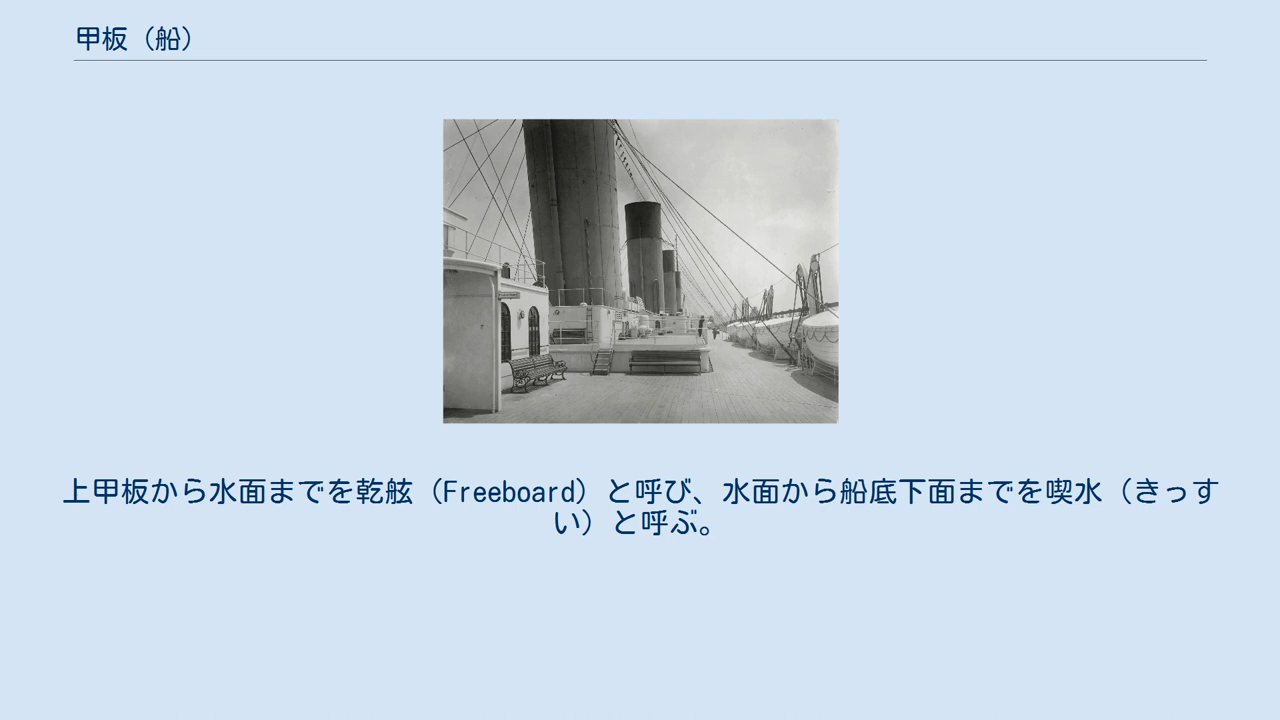 甲板（船）
上甲板から水面までを乾舷（Freeboard）と呼び、水面から船底下面までを喫水（きっす
い）と呼ぶ。